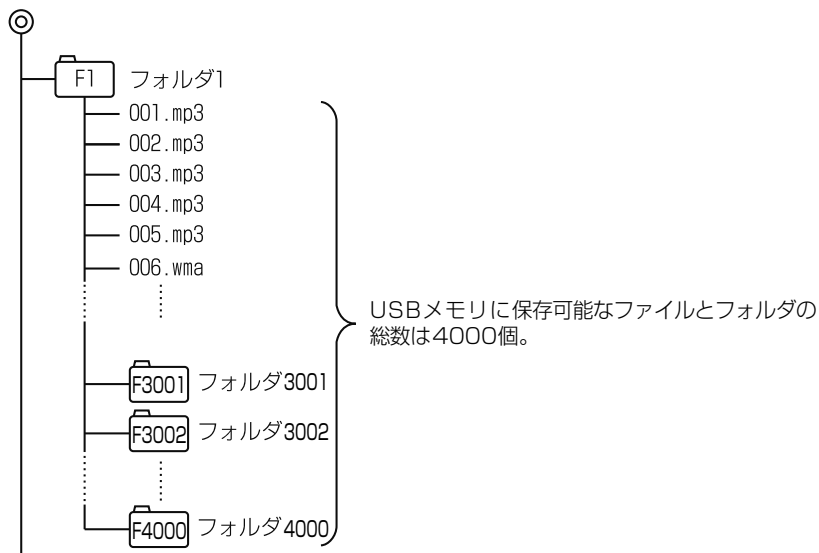 F1 フォルダ1
001.mp3
002.mp3
003.mp3
004.mp3
005.mp3
006.wma
USBメモリに保存可能なファイルとフォルダの
総数は4000個。
F3001 フォルダ3001
F3002 フォルダ3002
F4000 フォルダ4000